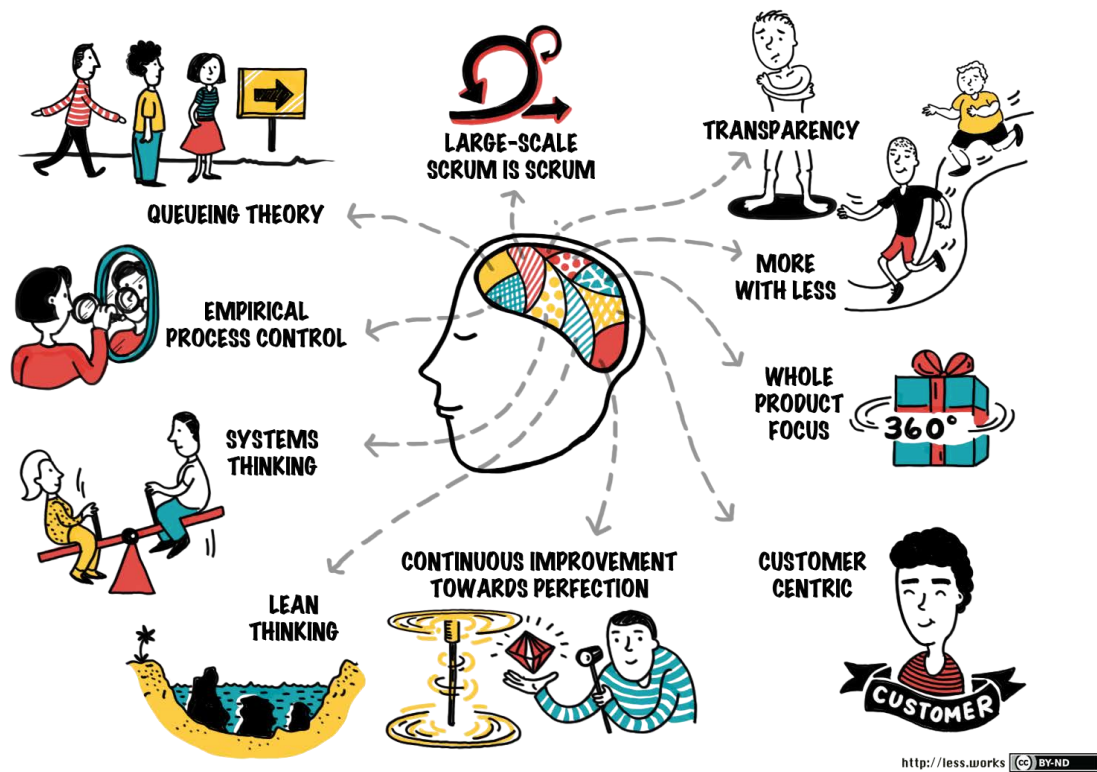 LARGE-SCALE
SCRUM IS SCRUM
TRANSPARENCY
QUEUEING THEORY
MORE
WITH LESS
EMPIRICAL
PROCESS CONTROL
WHOLE
PRODUCT
FOCUS
360°
SYSTEMS
THINKING
CONTINUOUS IMPROVEMENT
TOWARDS PERFECTION
CUSTOMER
CENTRIC
LEAN
THINKING
CUSTOMER
http://less.works cc BY-ND